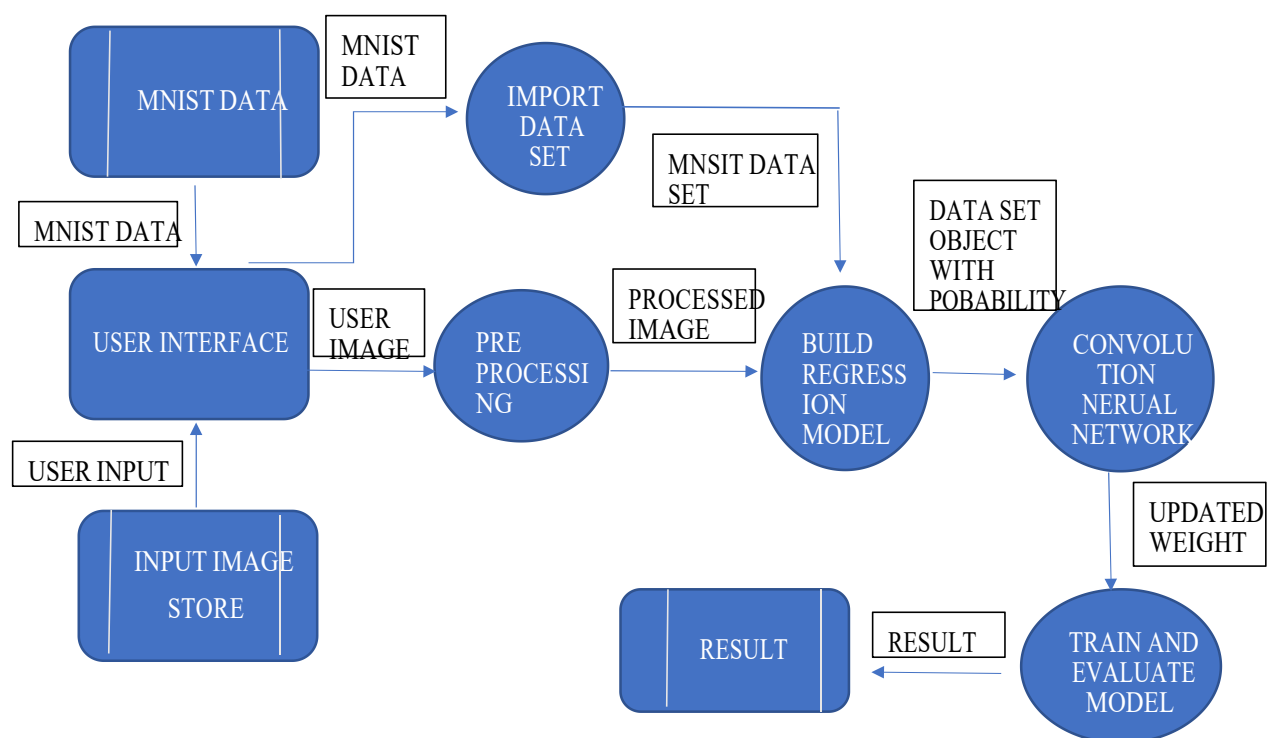 MNIST DATA
MNIST
DATA
IMPORT
DATA
SET
MNSIT DATA
SET
MNIST DATA
DATA SET
OBJECT
WITH
POBABILITY
USER INTERFACE
USER
IMAGE
PRE
PROCESSI
NG
PROCESSED
IMAGE
BUILD
REGRESS
ION
MODEL
CONVOLU
TION
NERUAL
NETWORK
USER INPUT
INPUT IMAGE
STORE
UPDATED
WEIGHT
RESULT
RESULT
TRAIN AND
EVALUATE
MODEL